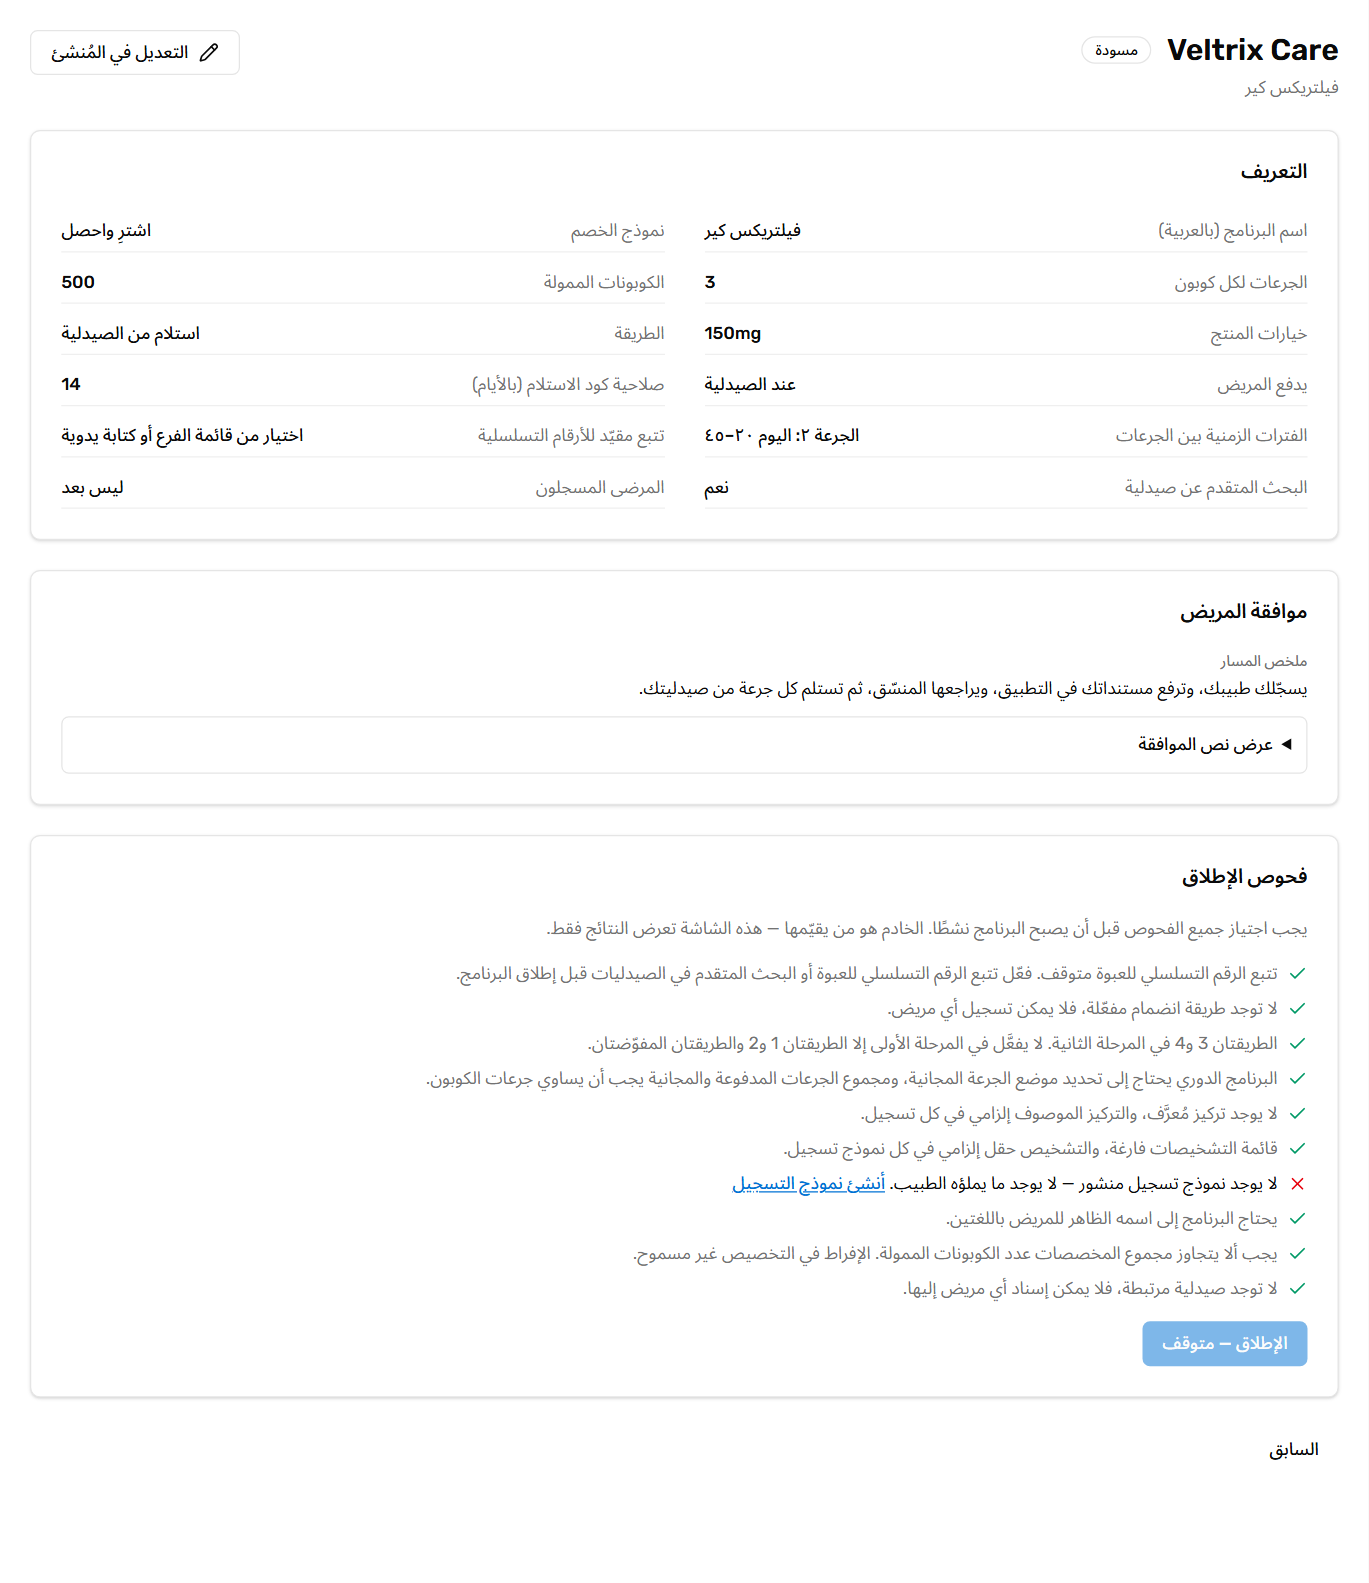 Veltrix Care
مسودة
التعديل في المُنشئ
فيلتريكس كير
التعريف
اسم البرنامج (بالعربية)
فيلتريكس كير
نموذج الخصم
اشترِ واحصل
الجرعات لكل كوبون
3
الكوبونات الممولة
500
خيارات المنتج
150mg
الطريقة
استلام من الصيدلية
يدفع المريض
عند الصيدلية
صلاحية كود الاستلام (بالأيام)
14
الفترات الزمنية بين الجرعات
الجرعة ٢: اليوم ٢٠-٤٥
تتبع مقيّد للأرقام التسلسلية
اختيار من قائمة الفرع أو كتابة يدوية
البحث المتقدم عن صيدلية
نعم
المرضى المسجلون
ليس بعد
موافقة المريض
ملخص المسار
يسجّلك طبيبك، وترفع مستنداتك في التطبيق، ويراجعها المنسّق، ثم تستلم كل جرعة من صيدليتك.
◀ عرض نص الموافقة
فحوص الإطلاق
يجب اجتياز جميع الفحوص قبل أن يصبح البرنامج نشطًا. الخادم هو من يقيّمها — هذه الشاشة تعرض النتائج فقط.
تتبع الرقم التسلسلي للعبوة متوقف. فعّل تتبع الرقم التسلسلي للعبوة أو البحث المتقدم في الصيدليات قبل إطلاق البرنامج.
لا توجد طريقة انضمام مفعّلة، فلا يمكن تسجيل أي مريض.
الطريقتان 3 و4 في المرحلة الثانية. لا يفعَّل في المرحلة الأولى إلا الطريقتان 1 و2 والطريقتان المفوّضتان.
البرنامج الدوري يحتاج إلى تحديد موضع الجرعة المجانية، ومجموع الجرعات المدفوعة والمجانية يجب أن يساوي جرعات الكوبون.
لا يوجد تركيز مُعرَّف، والتركيز الموصوف إلزامي في كل تسجيل.
قائمة التشخيصات فارغة، والتشخيص حقل إلزامي في كل نموذج تسجيل.
لا يوجد نموذج تسجيل منشور — لا يوجد ما يملؤه الطبيب. أنشئ نموذج التسجيل
يحتاج البرنامج إلى اسمه الظاهر للمريض باللغتين.
يجب ألا يتجاوز مجموع المخصصات عدد الكوبونات الممولة. الإفراط في التخصيص غير مسموح.
لا توجد صيدلية مرتبطة، فلا يمكن إسناد أي مريض إليها.
الإطلاق — متوقف
السابق